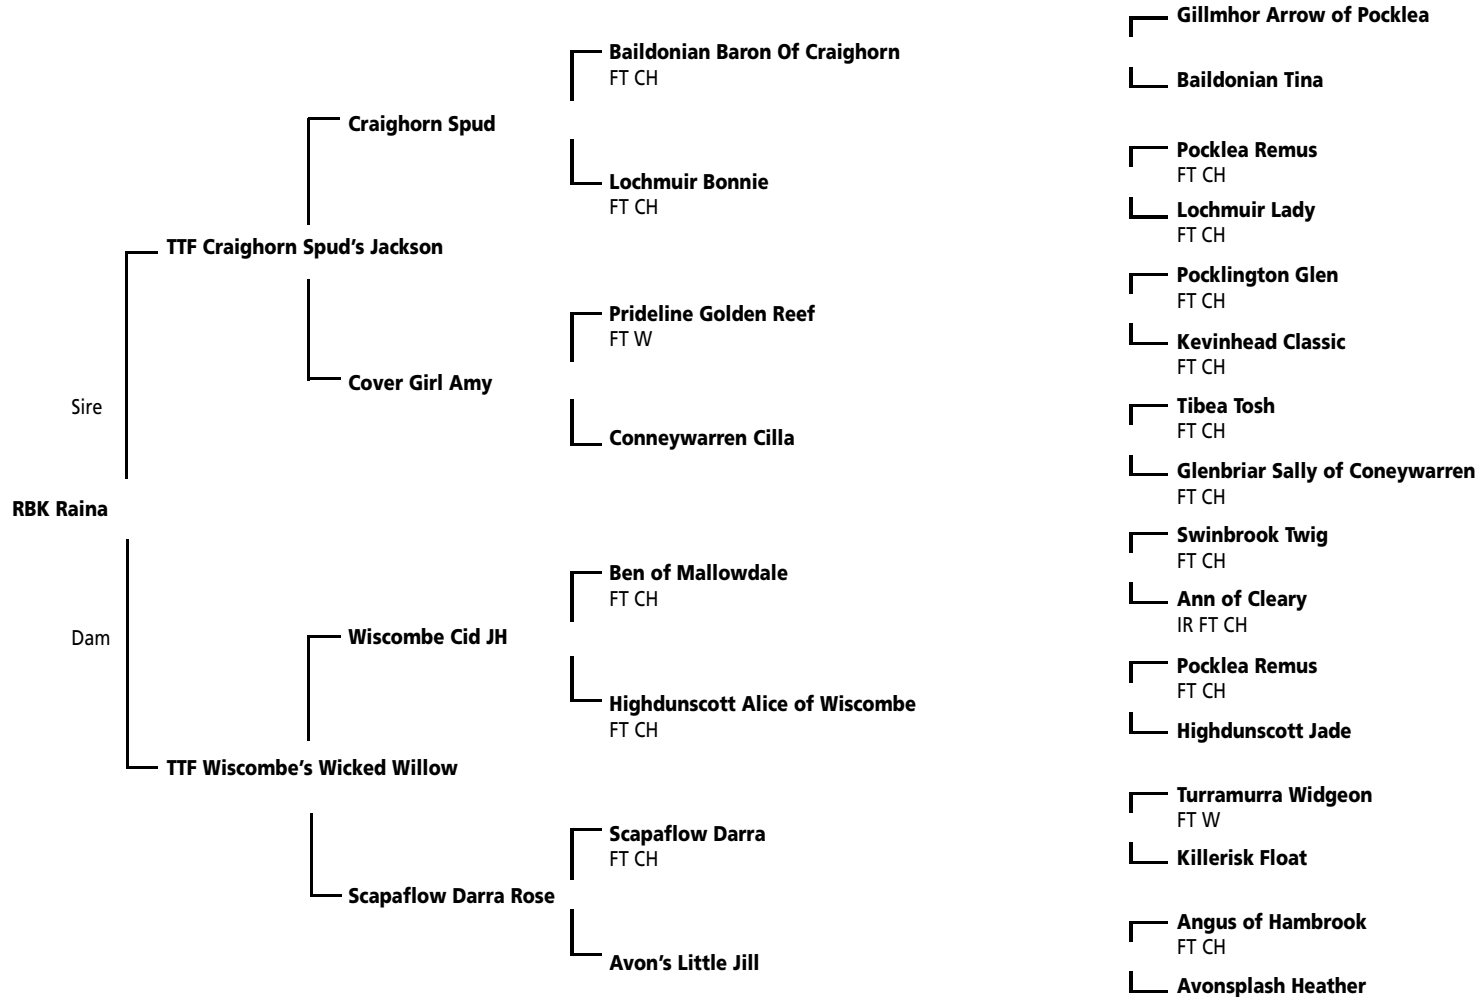 Gillmhor Arrow of Pocklea
Baildonian Baron Of Craighorn
FT CH
Baildonian Tina
Craighorn Spud
Pocklea Remus
FT CH
Lochmuir Bonnie
FT CH
Lochmuir Lady
FT CH
TTF Craighorn Spud's Jackson
Pocklington Glen
FT CH
Prideline Golden Reef
FT W
Kevinhead Classic
FT CH
Cover Girl Amy
Sire
Tibea Tosh
FT CH
Conneywarren Cilla
Glenbriar Sally of Coneywarren
FT CH
RBK Raina
Swinbrook Twig
FT CH
Ben of Mallowdale
FT CH
Ann of Cleary
IR FT CH
Dam
Wiscombe Cid JH
Pocklea Remus
FT CH
Highdunscott Alice of Wiscombe
FT CH
Highdunscott Jade
TTF Wiscombe's Wicked Willow
Turramurra Widgeon
FT W
Scapaflow Darra
FT CH
Killerisk Float
Scapaflow Darra Rose
Angus of Hambrook
FT CH
Avon's Little Jill
Avonsplash Heather